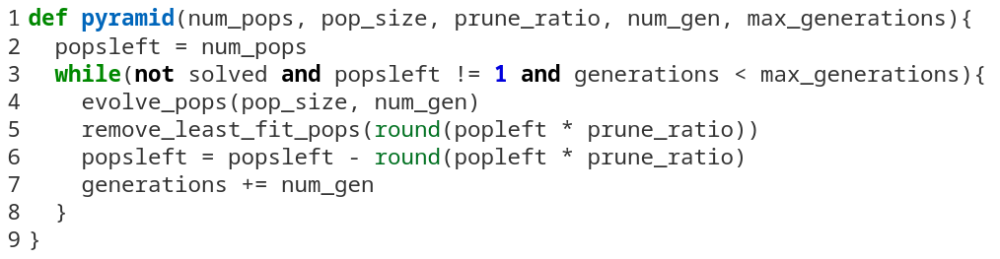 1 def pyramid(num_pops, pop_size, prune_ratio, num_gen, max_generations){
2   popsleft = num_pops
3   while(not solved and popsleft != 1 and generations < max_generations){
4     evolve_pops(pop_size, num_gen)
5     remove_least_fit_pops(round(popleft * prune_ratio))
6     popsleft = popsleft - round(popleft * prune_ratio)
7     generations += num_gen
8   }
9 }